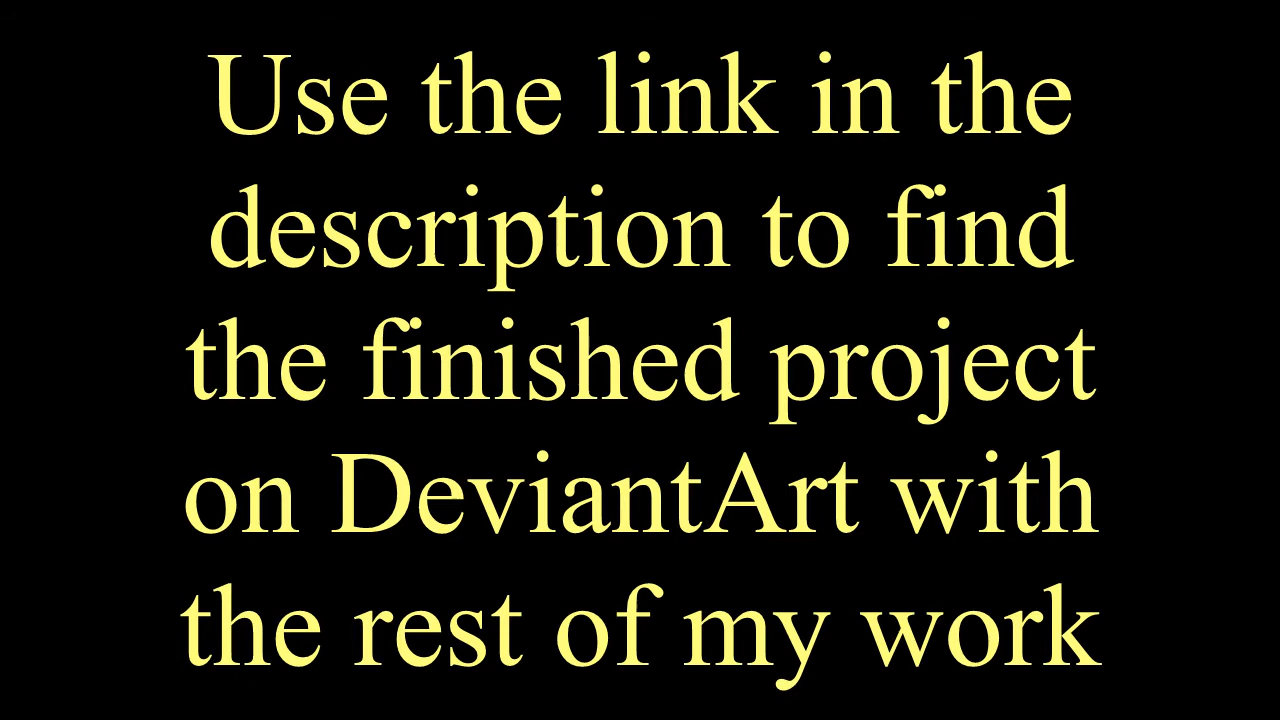 Use the link in the
description to find
the finished project
on DeviantArt with
the rest of my work